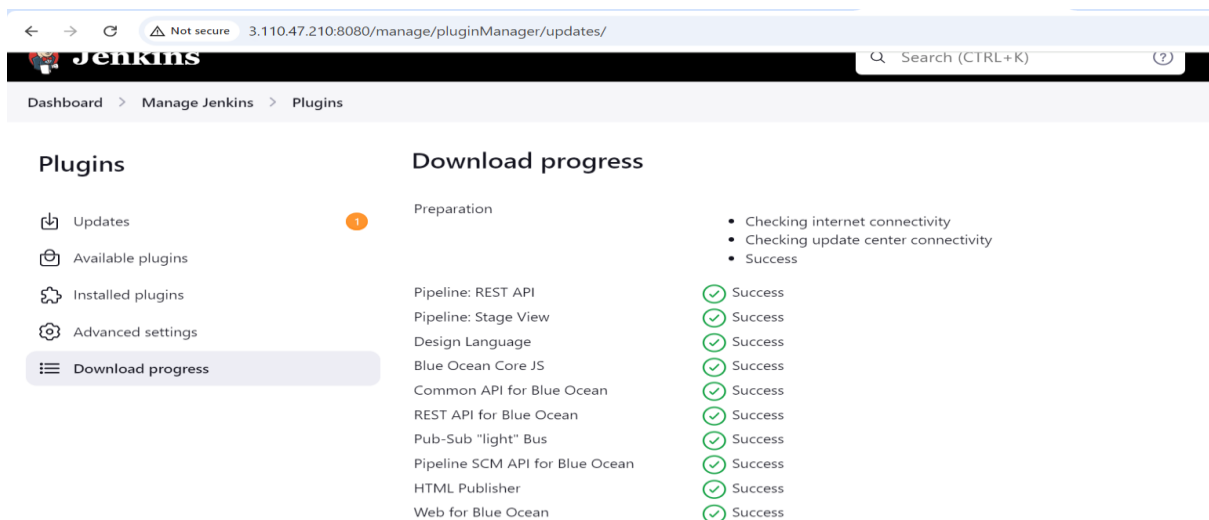 Not secure 3.110.47.210:8080/manage/pluginManager/updates/
Jenkins
Search (CTRL+K)
?
Dashboard > Manage Jenkins > Plugins
Plugins
Updates 1
Available plugins
Installed plugins
Advanced settings
Download progress
Download progress
Preparation
• Checking internet connectivity
• Checking update center connectivity
• Success
Pipeline: REST API Success
Pipeline: Stage View Success
Design Language Success
Blue Ocean Core JS Success
Common API for Blue Ocean Success
REST API for Blue Ocean Success
Pub-Sub "light" Bus Success
Pipeline SCM API for Blue Ocean Success
HTML Publisher Success
Web for Blue Ocean Success